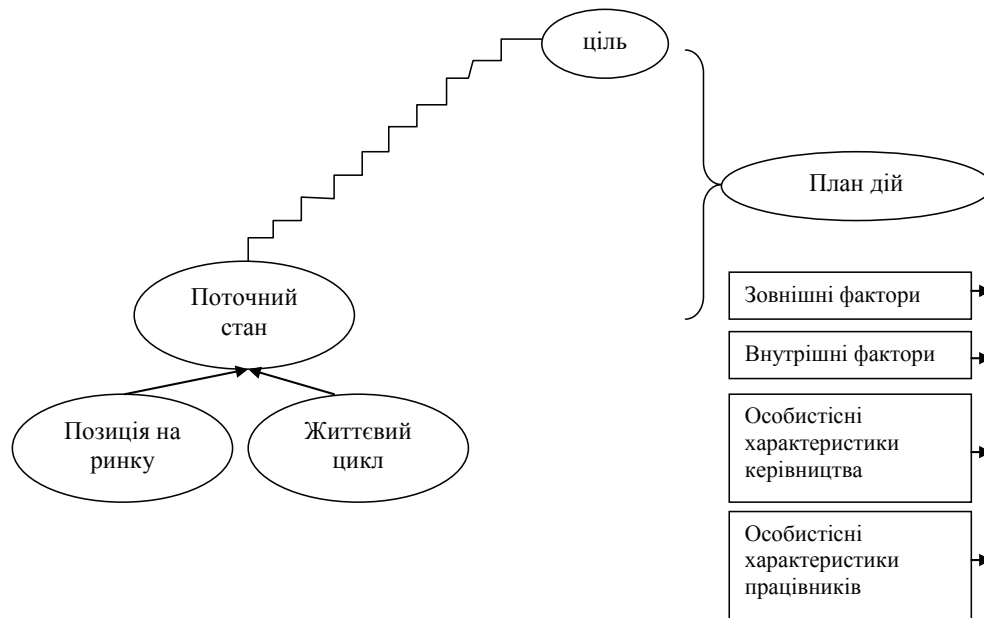 ціль
План дій
Поточний
стан
Зовнішні фактори
Внутрішні фактори
Позиція на
ринку
Життєвий
цикл
Особистісні
характеристики
керівництва
Особистісні
характеристики
працівників